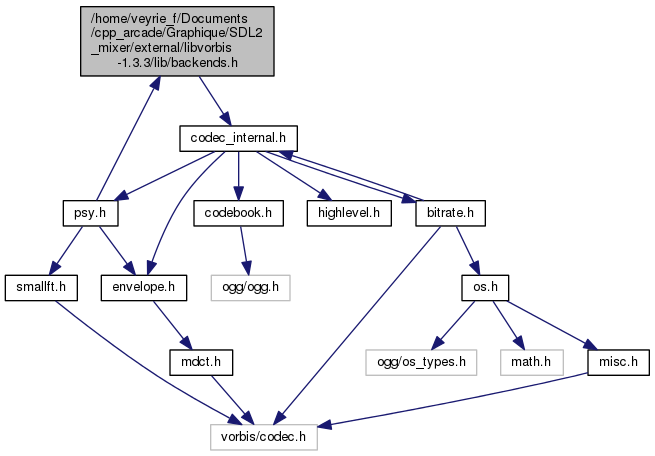 /home/veyrie_f/Documents
/cpp_arcade/Graphique/SDL2
_mixer/external/libvorbis
-1.3.3/lib/backends.h
codec_internal.h
psy.h
codebook.h
highlevel.h
bitrate.h
smallft.h
envelope.h
ogg/ogg.h
os.h
mdct.h
ogg/os_types.h
math.h
misc.h
vorbis/codec.h